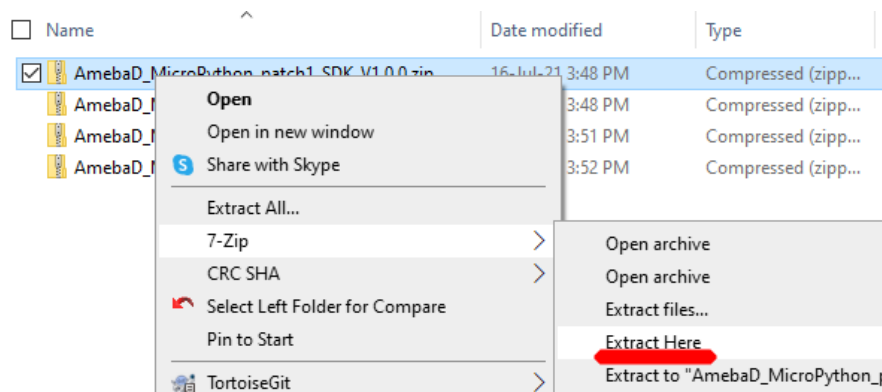 Name Date modified Type
AmebaD_MicroPython_patch1_SDK_V1.0.0.zip 16-Jul-21 3:48 PM Compressed (zipp...
AmebaD_M 3:48 PM Compressed (zipp...
AmebaD_M 3:51 PM Compressed (zipp...
AmebaD_M 3:52 PM Compressed (zipp...
Open
Open in new window
Share with Skype
Extract All...
7-Zip
CRC SHA
Select Left Folder for Compare
Pin to Start
TortoiseGit
Open archive
Open archive
Extract files...
Extract Here
Extract to "AmebaD_MicroPython_p